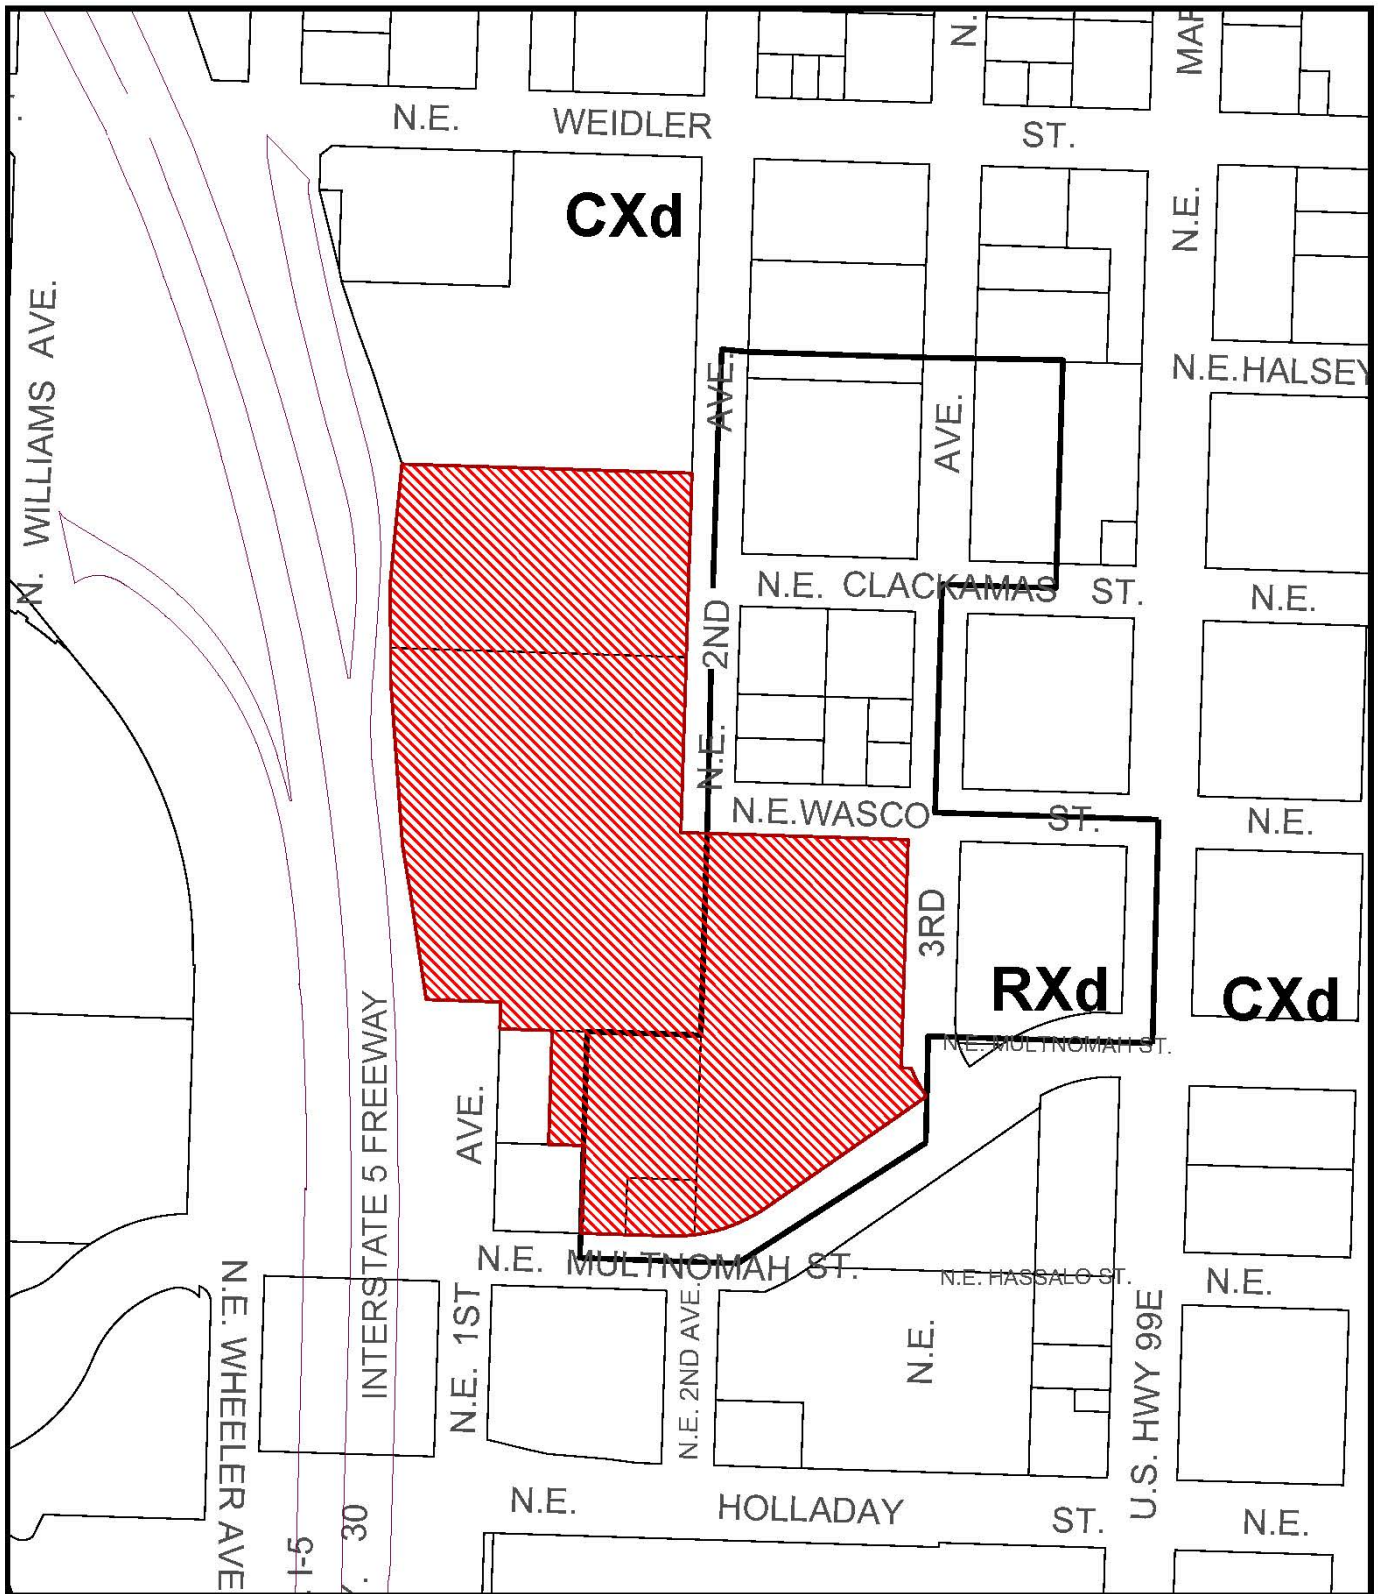 N.
N.E. WEIDLER ST.
CXd
N.E.
N. WILLIAMS AVE.
AVE.
N.E.HALSEY
AVE.
N.E. CLACKAMAS ST.
N.E.
N.E. 2ND
N.E.WASCO ST.
N.E.
3RD
RXd
CXd
N.E. MULTNOMAH ST.
AVE.
INTERSTATE 5 FREEWAY
N.E. MULTNOMAH ST.
N.E. HASSALO ST.
N.E.
N.E. WHEELER AVE
N.E. 1ST
N.E. 2ND AVE.
N.E.
U.S. HWY 99E
N.E. HOLLADAY ST.
N.E.
I-5
30